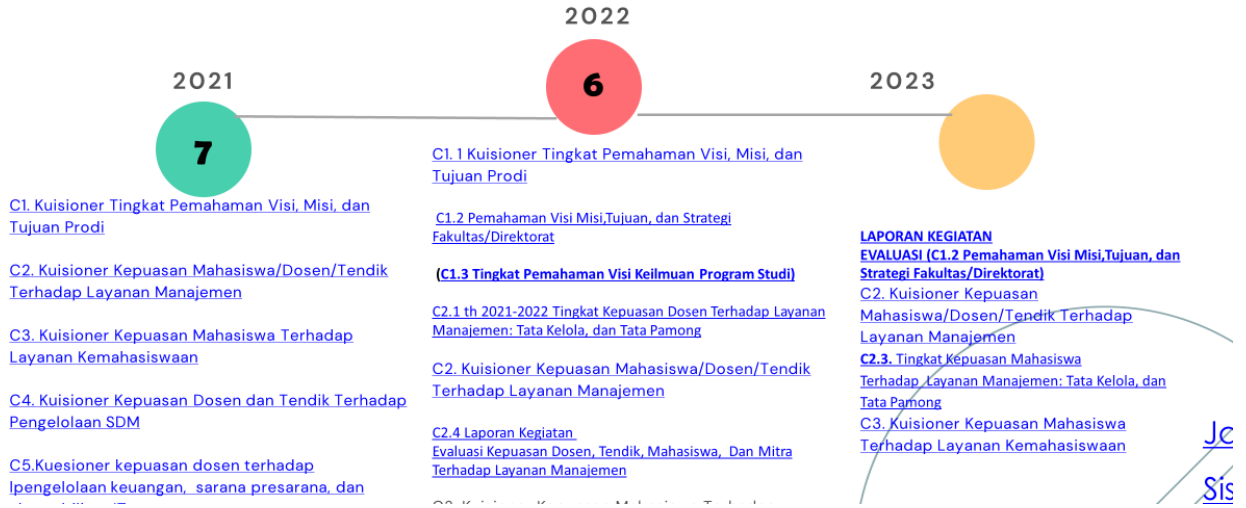 2021
7
C1. Kuisioner Tingkat Pemahaman Visi, Misi, dan
Tujuan Prodi
C2. Kuisioner Kepuasan Mahasiswa/Dosen/Tendik
Terhadap Layanan Manajemen
C3. Kuisioner Kepuasan Mahasiswa Terhadap
Layanan Kemahasiswaan
C4. Kuisioner Kepuasan Dosen dan Tendik Terhadap
Pengelolaan SDM
C5.Kuesioner kepuasan dosen terhadap
lpengelolaan keuangan, sarana presarana, dan
2022
6
C1. 1 Kuisioner Tingkat Pemahaman Visi, Misi, dan
Tujuan Prodi
C1.2 Pemahaman Visi Misi,Tujuan, dan Strategi
Fakultas/Direktorat
(C1.3 Tingkat Pemahaman Visi Keilmuan Program Studi)
C2.1 th 2021-2022 Tingkat Kepuasan Dosen Terhadap Layanan
Manajemen: Tata Kelola, dan Tata Pamong
C2. Kuisioner Kepuasan Mahasiswa/Dosen/Tendik
Terhadap Layanan Manajemen
C2.4 Laporan Kegiatan
Evaluasi Kepuasan Dosen, Tendik, Mahasiswa, Dan Mitra
Terhadap Layanan Manajemen
2023
LAPORAN KEGIATAN
EVALUASI (C1.2 Pemahaman Visi Misi,Tujuan, dan
Strategi Fakultas/Direktorat)
C2. Kuisioner Kepuasan
Mahasiswa/Dosen/Tendik Terhadap
Layanan Manajemen
C2.3. Tingkat Kepuasan Mahasiswa
Terhadap Layanan Manajemen: Tata Kelola, dan
Tata Pamong
C3. Kuisioner Kepuasan Mahasiswa
Terhadap Layanan Kemahasiswaan